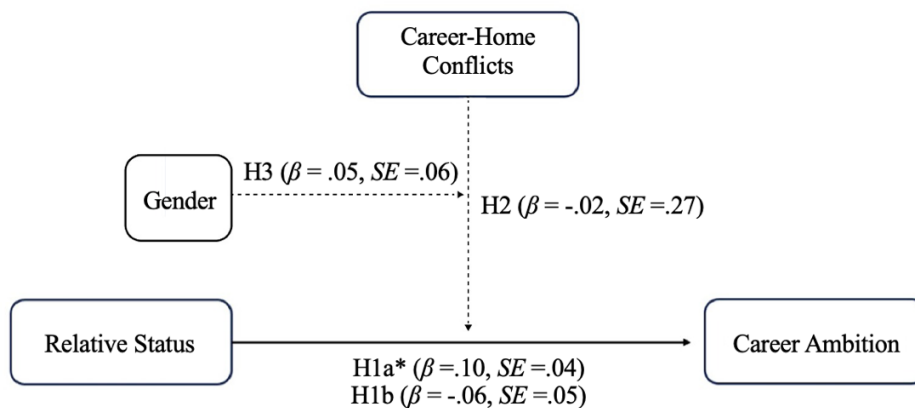 Career-Home
Conflicts
H3 (β = .05, SE =.06)
Gender
H2 (β = -.02, SE =.27)
Relative Status
Career Ambition
H1a* (β =.10, SE =.04)
H1b (β = -.06, SE =.05)